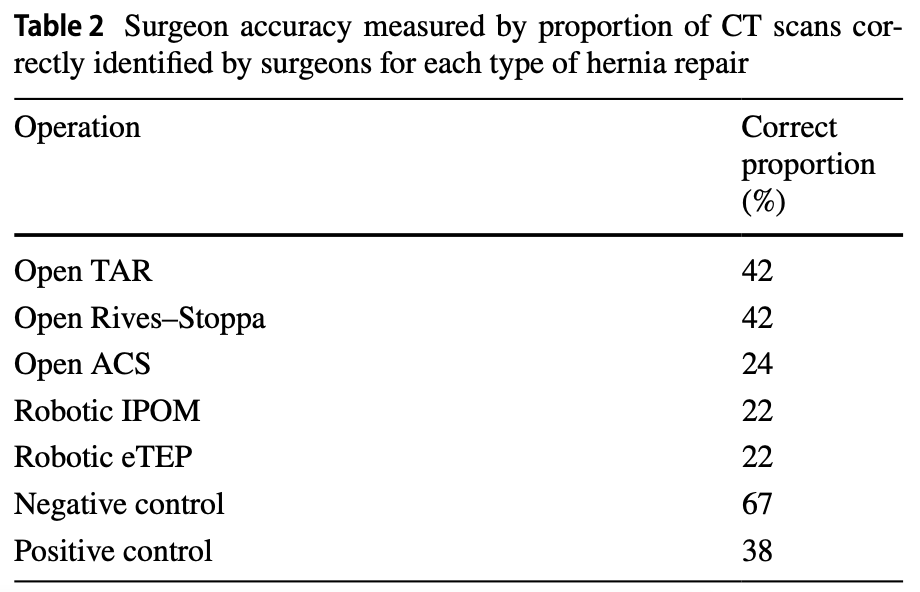 Table 2 Surgeon accuracy measured by proportion of CT scans cor-
rectly identified by surgeons for each type of hernia repair
Operation Correct
proportion
(%)
Open TAR 42
Open Rives–Stoppa 42
Open ACS 24
Robotic IPOM 22
Robotic eTEP 22
Negative control 67
Positive control 38